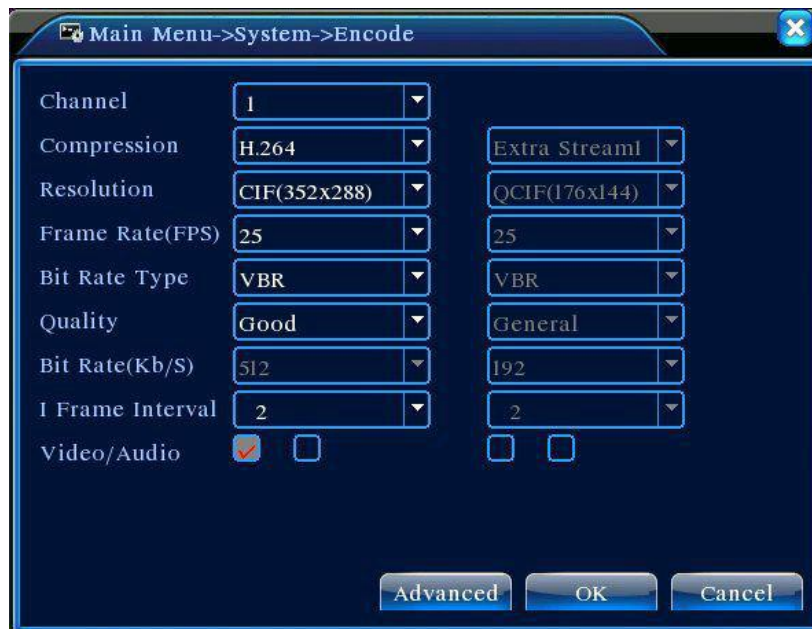 Main Menu->System->Encode
Channel 1
Compression H.264 Extra Stream1
Resolution CIF(352x288) QCIF(176x144)
Frame Rate(FPS) 25 25
Bit Rate Type VBR VBR
Quality Good General
Bit Rate(Kb/S) 512 192
I Frame Interval 2 2
Video/Audio
Advanced OK Cancel